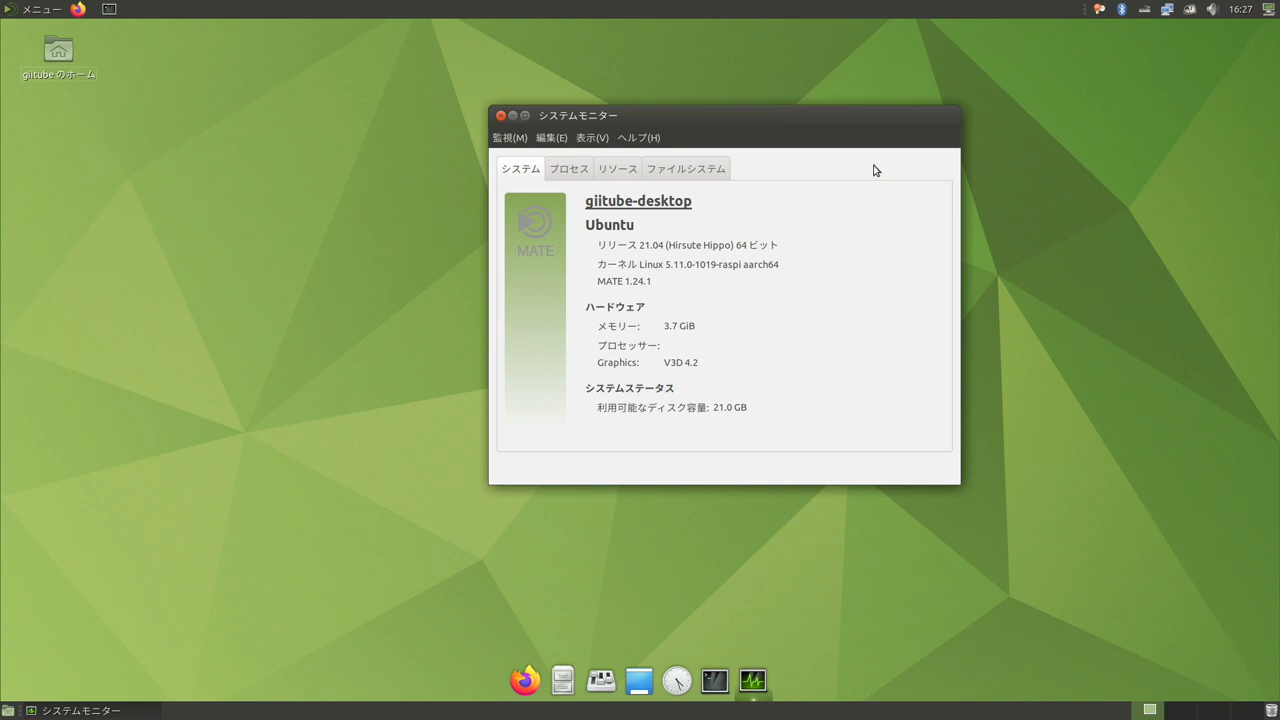 メニュー
16:27
giitube のホーム
システムモニター
監視(M) 編集(E) 表示(V) ヘルプ(H)
システム プロセス リソース ファイルシステム
MATE
giitube-desktop
Ubuntu
リリース 21.04 (Hirsute Hippo) 64 ビット
カーネル Linux 5.11.0-1019-raspi aarch64
MATE 1.24.1
ハードウェア
メモリー: 3.7 GiB
プロセッサー:
Graphics: V3D 4.2
システムステータス
利用可能なディスク容量: 21.0 GB
システムモニター